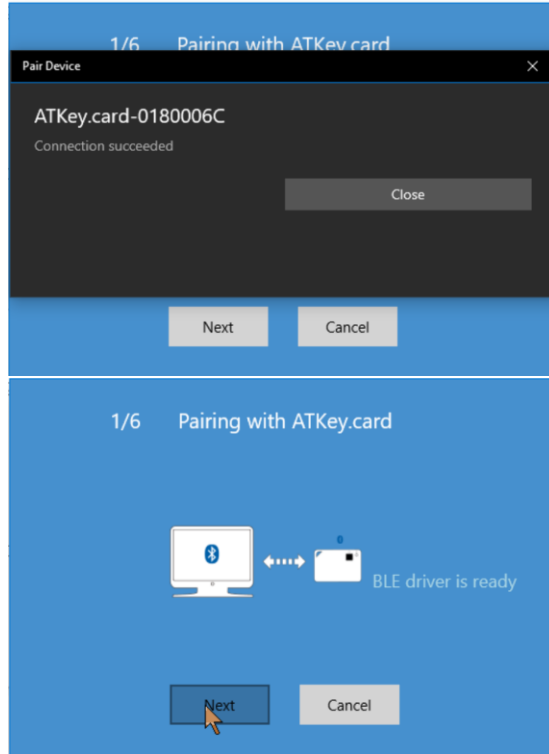 1/6 Pairing with ATKey.card
Pair Device
ATKey.card-0180006C
Connection succeeded
Close
Next Cancel
1/6 Pairing with ATKey.card
BLE driver is ready
Next Cancel